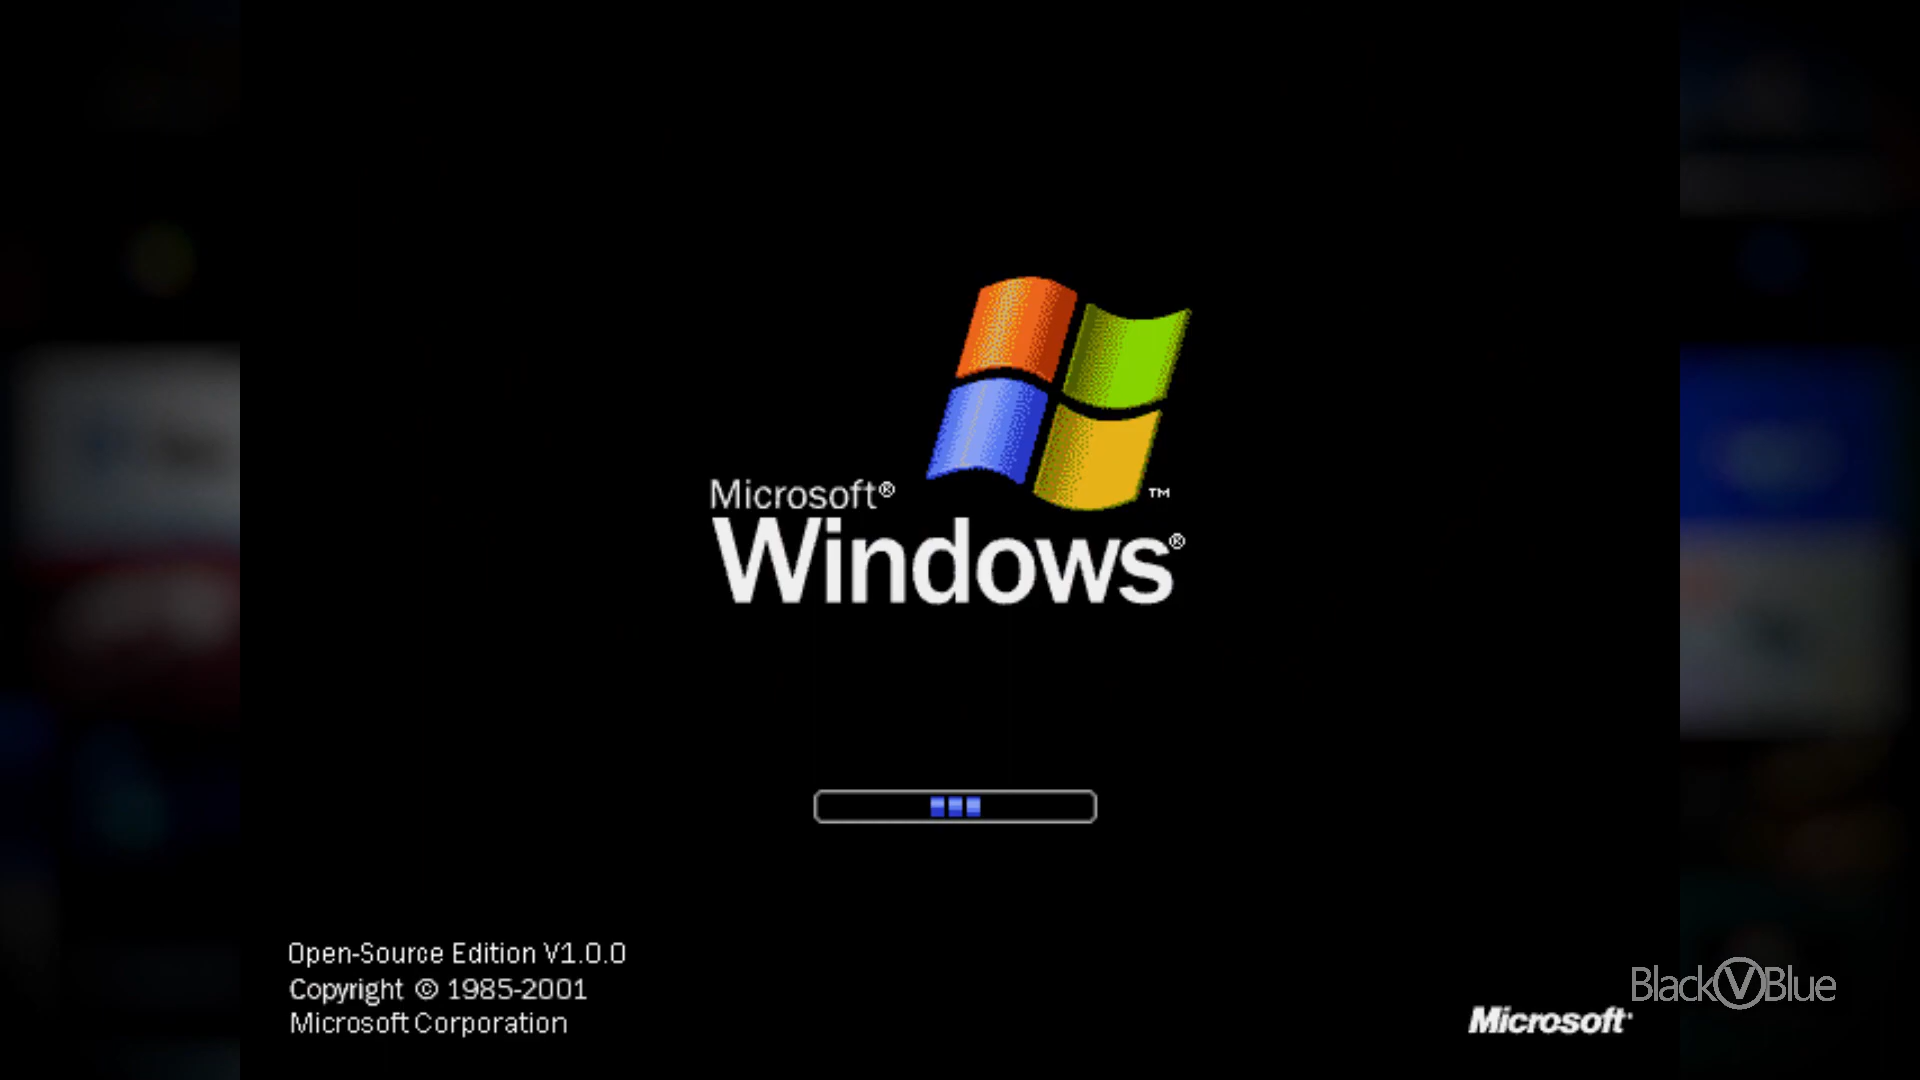 Microsoft®
™
Windows®
Open-Source Edition V1.0.0
Copyright © 1985-2001
Microsoft Corporation
Microsoft
BlackVBlue